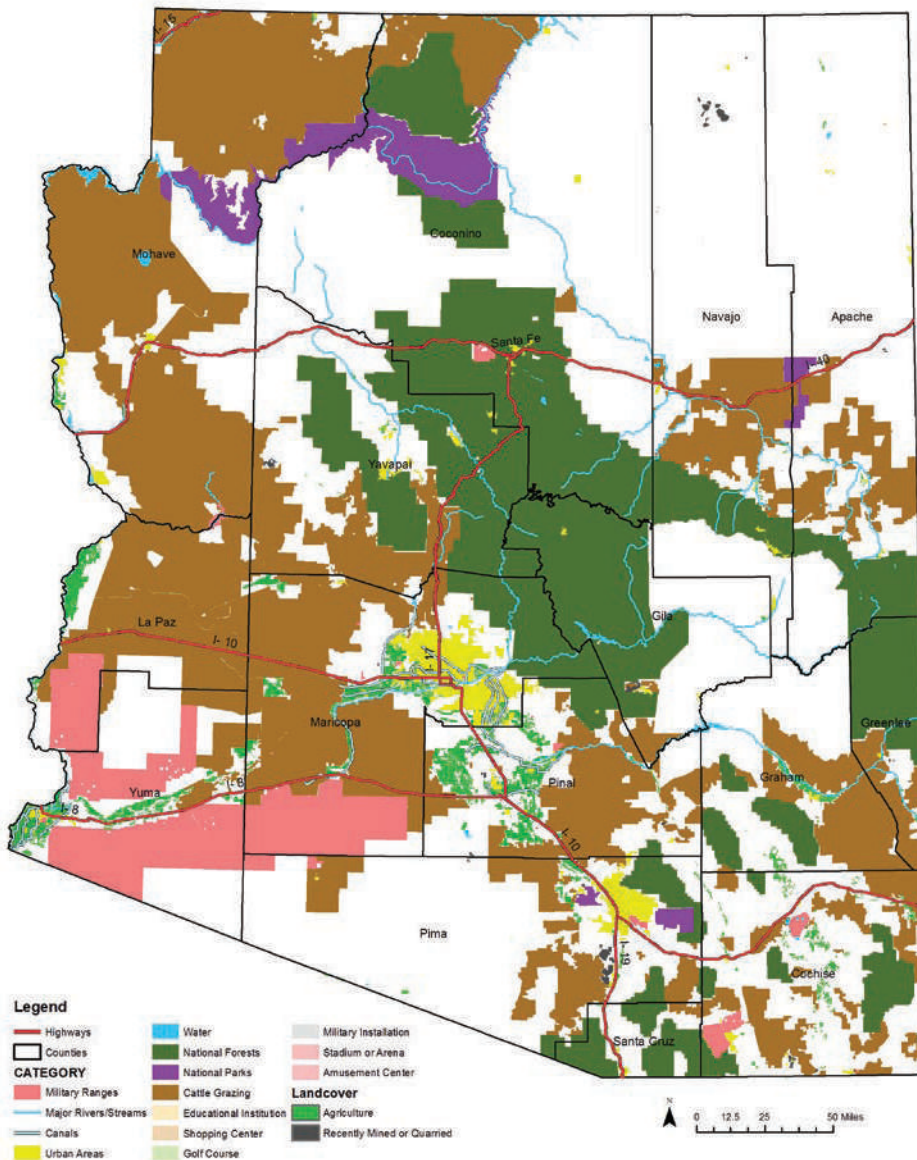 I- 15
Coconino
Mohave
Navajo
Apache
Santa Fe
I- 40
Yavapai
Gila
La Paz
I- 10
I- 17
Maricopa
Greenlee
Graham
I- 8
Yuma
I- 8
Pinal
I- 10
Pima
I- 19
Cochise
Santa Cruz
Legend
Highways
Counties
CATEGORY
Military Ranges
Major Rivers/Streams
Canals
Urban Areas
Water
National Forests
National Parks
Cattle Grazing
Educational Institution
Shopping Center
Golf Course
Military Installation
Stadium or Arena
Amusement Center
Landcover
Agriculture
Recently Mined or Quarried
N
0 12.5 25 50 Miles